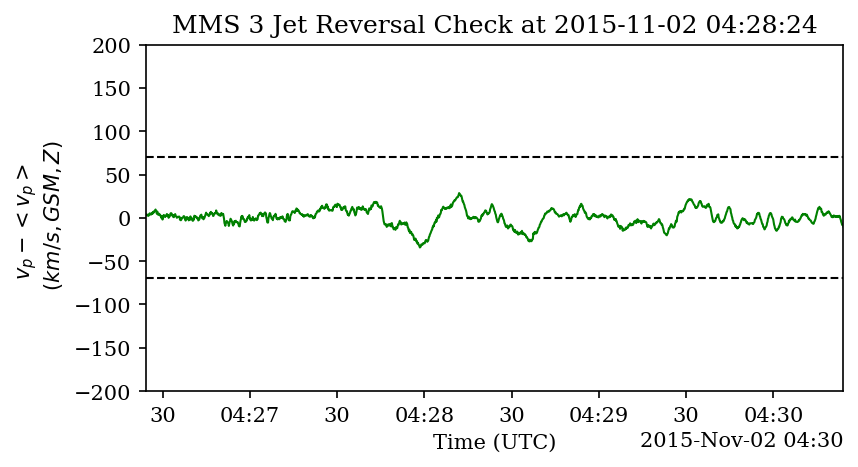 MMS 3 Jet Reversal Check at 2015-11-02 04:28:24
200
150
100
50
0
−50
−100
−150
−200
v_p − < v_p >
(km/s, GSM, Z)
30 04:27 30 04:28 30 04:29 30 04:30
Time (UTC)
2015-Nov-02 04:30